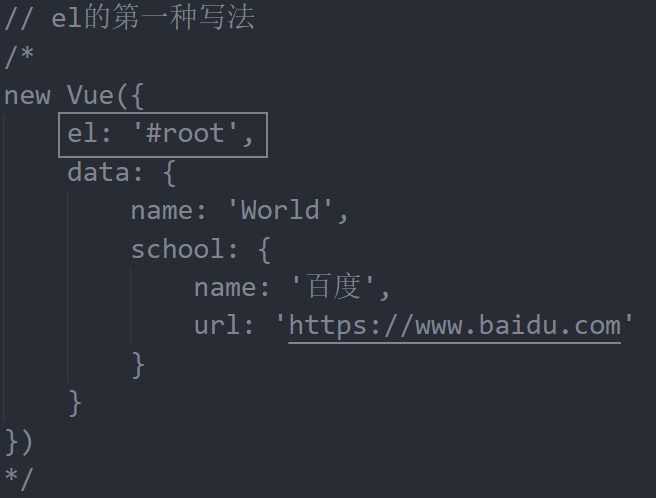 // el的第一种写法
/*
new Vue({
    el: '#root',
    data: {
        name: 'World',
        school: {
            name: '百度',
            url: 'https://www.baidu.com'
        }
    }
})
*/